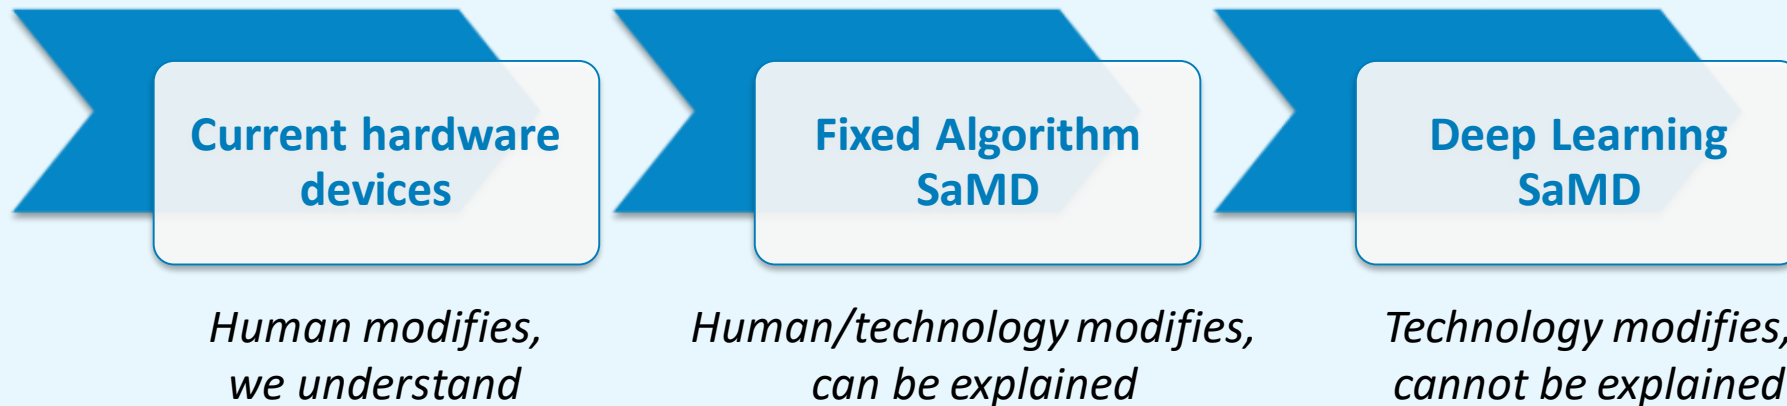 Current hardware
devices
Fixed Algorithm
SaMD
Deep Learning
SaMD
Human modifies,
we understand
Human/technology modifies,
can be explained
Technology modifies,
cannot be explained